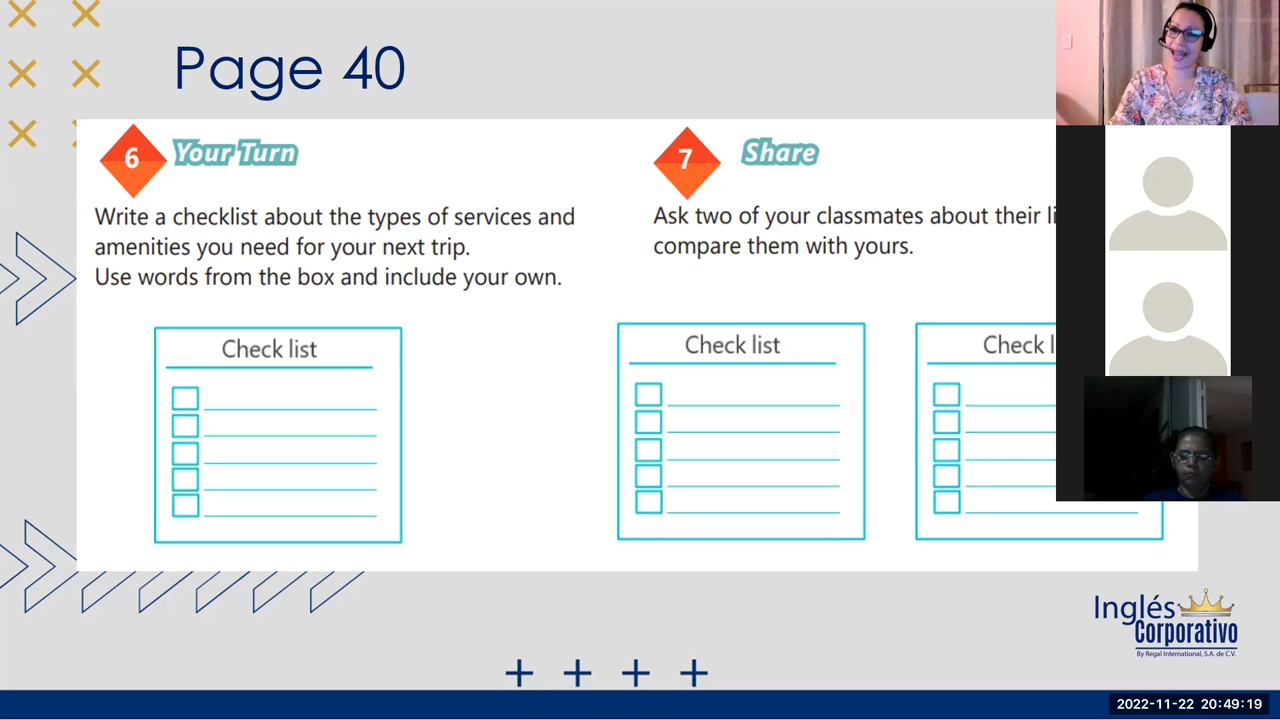 Page 40
6 Your Turn
Write a checklist about the types of services and
amenities you need for your next trip.
Use words from the box and include your own.
Check list
7 Share
Ask two of your classmates about their li
compare them with yours.
Check list
Check l
Inglés
Corporativo
By Regal International, S.A. de C.V.
2022-11-22 20:49:19